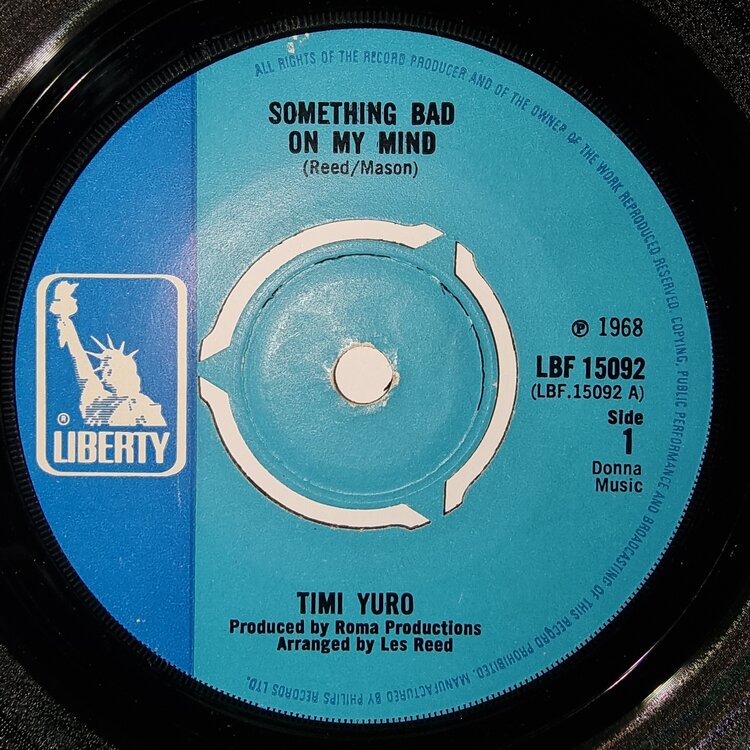 ALL RIGHTS OF THE RECORD PRODUCER AND OF THE OWNER OF THE WORK REPRODUCED RESERVED. COPYING, PUBLIC PERFORMANCE AND BROADCASTING OF THIS RECORD PROHIBITED. MANUFACTURED BY PHILIPS RECORDS LTD.
SOMETHING BAD
ON MY MIND
(Reed/Mason)
℗ 1968
LBF 15092
(LBF.15092 A)
Side
1
Donna
Music
®
LIBERTY
TIMI YURO
Produced by Roma Productions
Arranged by Les Reed